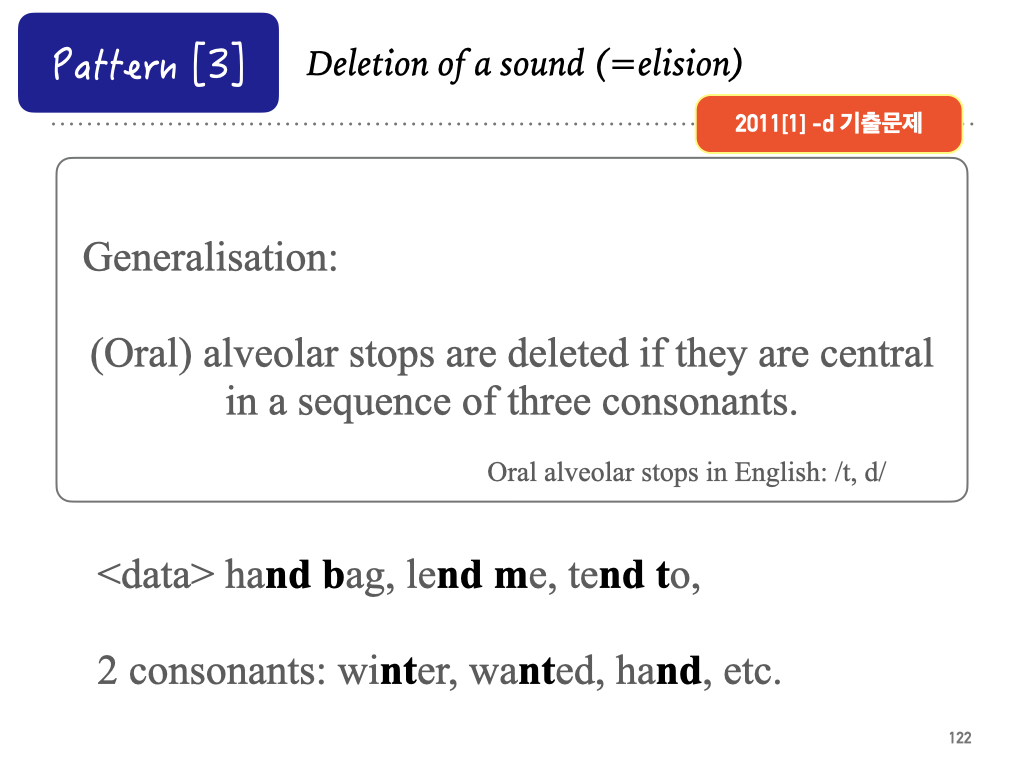 Pattern [3]
Deletion of a sound (=elision)
2011[1] -d 기출문제
Generalisation:
(Oral) alveolar stops are deleted if they are central
in a sequence of three consonants.
Oral alveolar stops in English: /t, d/
<data> hand bag, lend me, tend to,
2 consonants: winter, wanted, hand, etc.
122